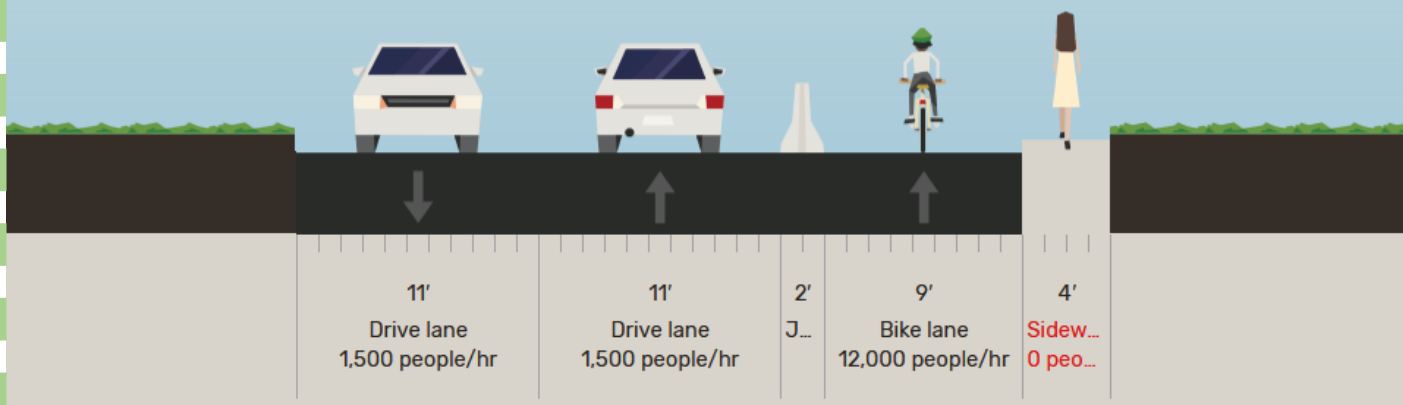 11′
Drive lane
1,500 people/hr
11′
Drive lane
1,500 people/hr
2′
J...
9′
Bike lane
12,000 people/hr
4′
Sidew...
0 peo...